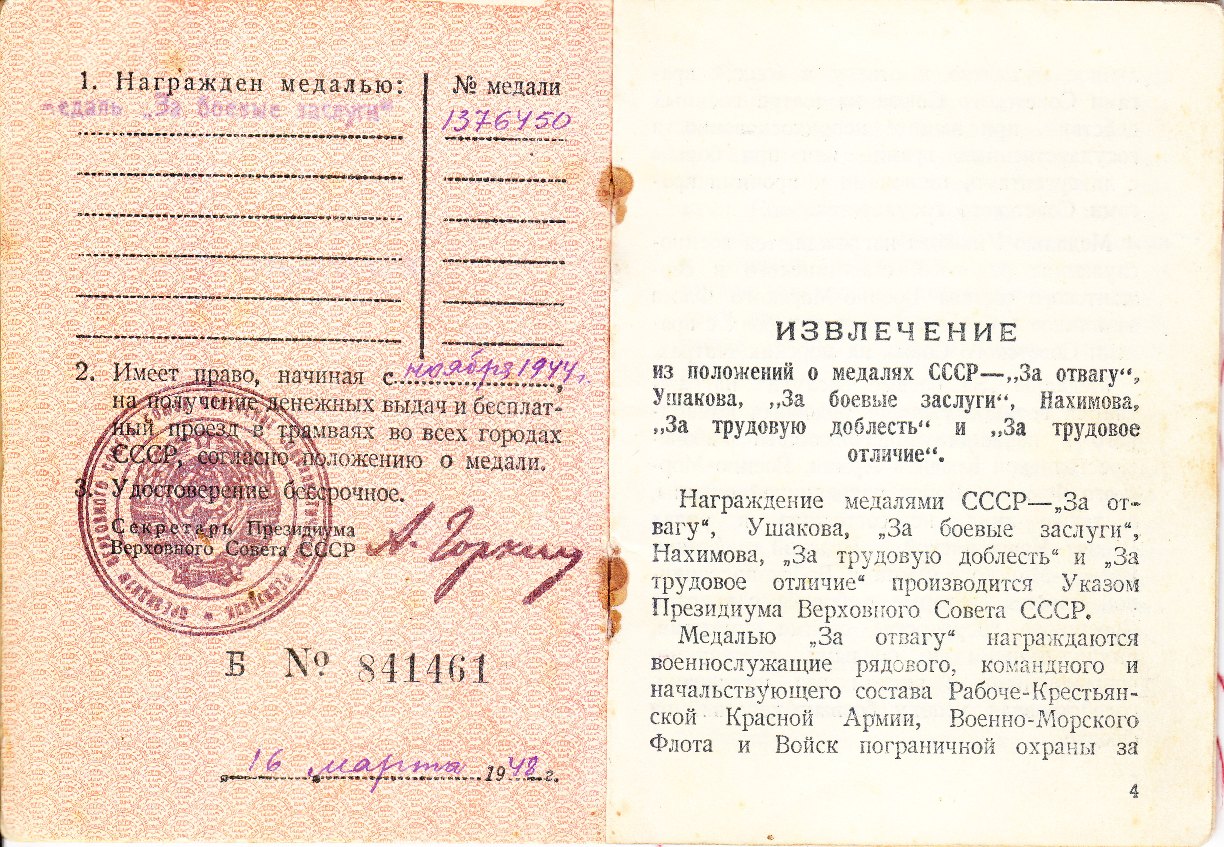 1. Награжден медалью:
медаль „За боевые заслуги“
№ медали
1376450
2. Имеет право, начиная с ноября 1944 г.,
на получение денежных выдач и бесплат-
ный проезд в трамваях во всех городах
СССР, согласно положению о медали.
3. Удостоверение бессрочное.
Секретарь Президиума
Верховного Совета СССР
А. Горкин
Б № 841461
16 марта 1948 г.
ИЗВЛЕЧЕНИЕ
из положений о медалях СССР—„За отвагу“,
Ушакова, „За боевые заслуги“, Нахимова,
„За трудовую доблесть“ и „За трудовое
отличие“.
Награждение медалями СССР—„За от-
вагу“, Ушакова, „За боевые заслуги“,
Нахимова, „За трудовую доблесть“ и „За
трудовое отличие“ производится Указом
Президиума Верховного Совета СССР.
Медалью „За отвагу“ награждаются
военнослужащие рядового, командного и
начальствующего состава Рабоче-Крестьян-
ской Красной Армии, Военно-Морского
Флота и Войск пограничной охраны за
4